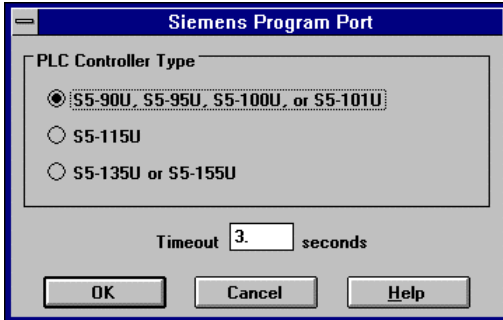 Siemens Program Port
PLC Controller Type
S5-90U, S5-95U, S5-100U, or S5-101U
S5-115U
S5-135U or S5-155U
Timeout 3. seconds
OK Cancel Help